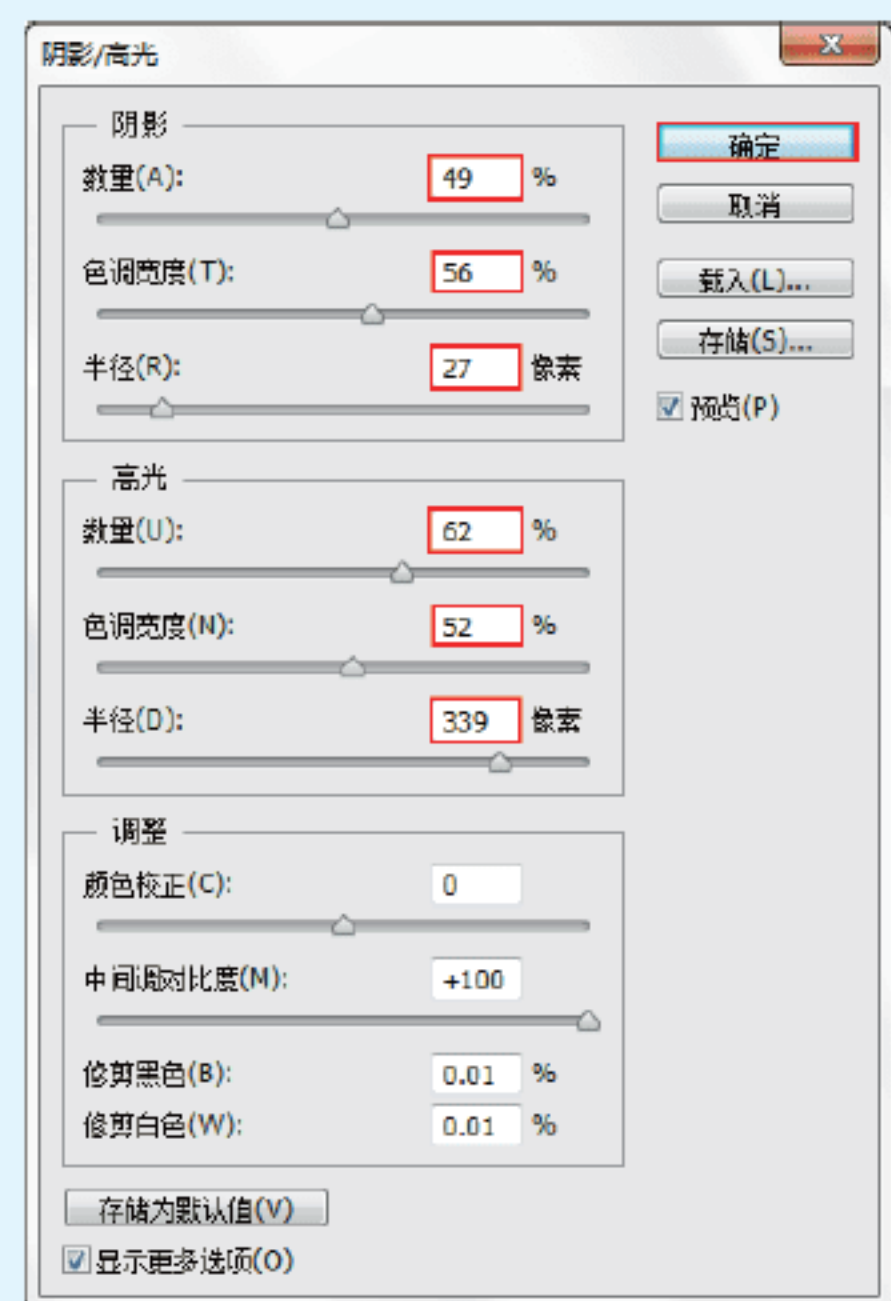 阴影/高光
阴影
数量(A): 49 %
色调宽度(T): 56 %
半径(R): 27 像素
高光
数量(U): 62 %
色调宽度(N): 52 %
半径(D): 339 像素
调整
颜色校正(C): 0
中间调对比度(M): +100
修剪黑色(B): 0.01 %
修剪白色(W): 0.01 %
存储为默认值(V)
显示更多选项(O)
确定
取消
载入(L)...
存储(S)...
预览(P)